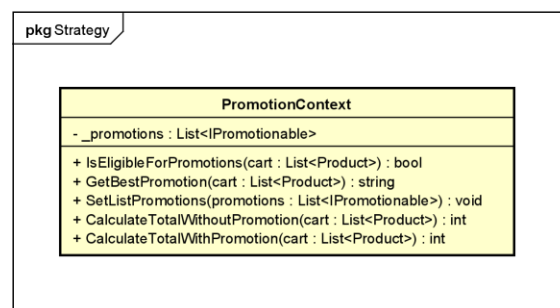 pkg Strategy
PromotionContext
- _promotions : List<IPromotionable>
+ IsEligibleForPromotions(cart : List<Product>) : bool
+ GetBestPromotion(cart : List<Product>) : string
+ SetListPromotions(promotions : List<IPromotionable>) : void
+ CalculateTotalWithoutPromotion(cart : List<Product>) : int
+ CalculateTotalWithPromotion(cart : List<Product>) : int